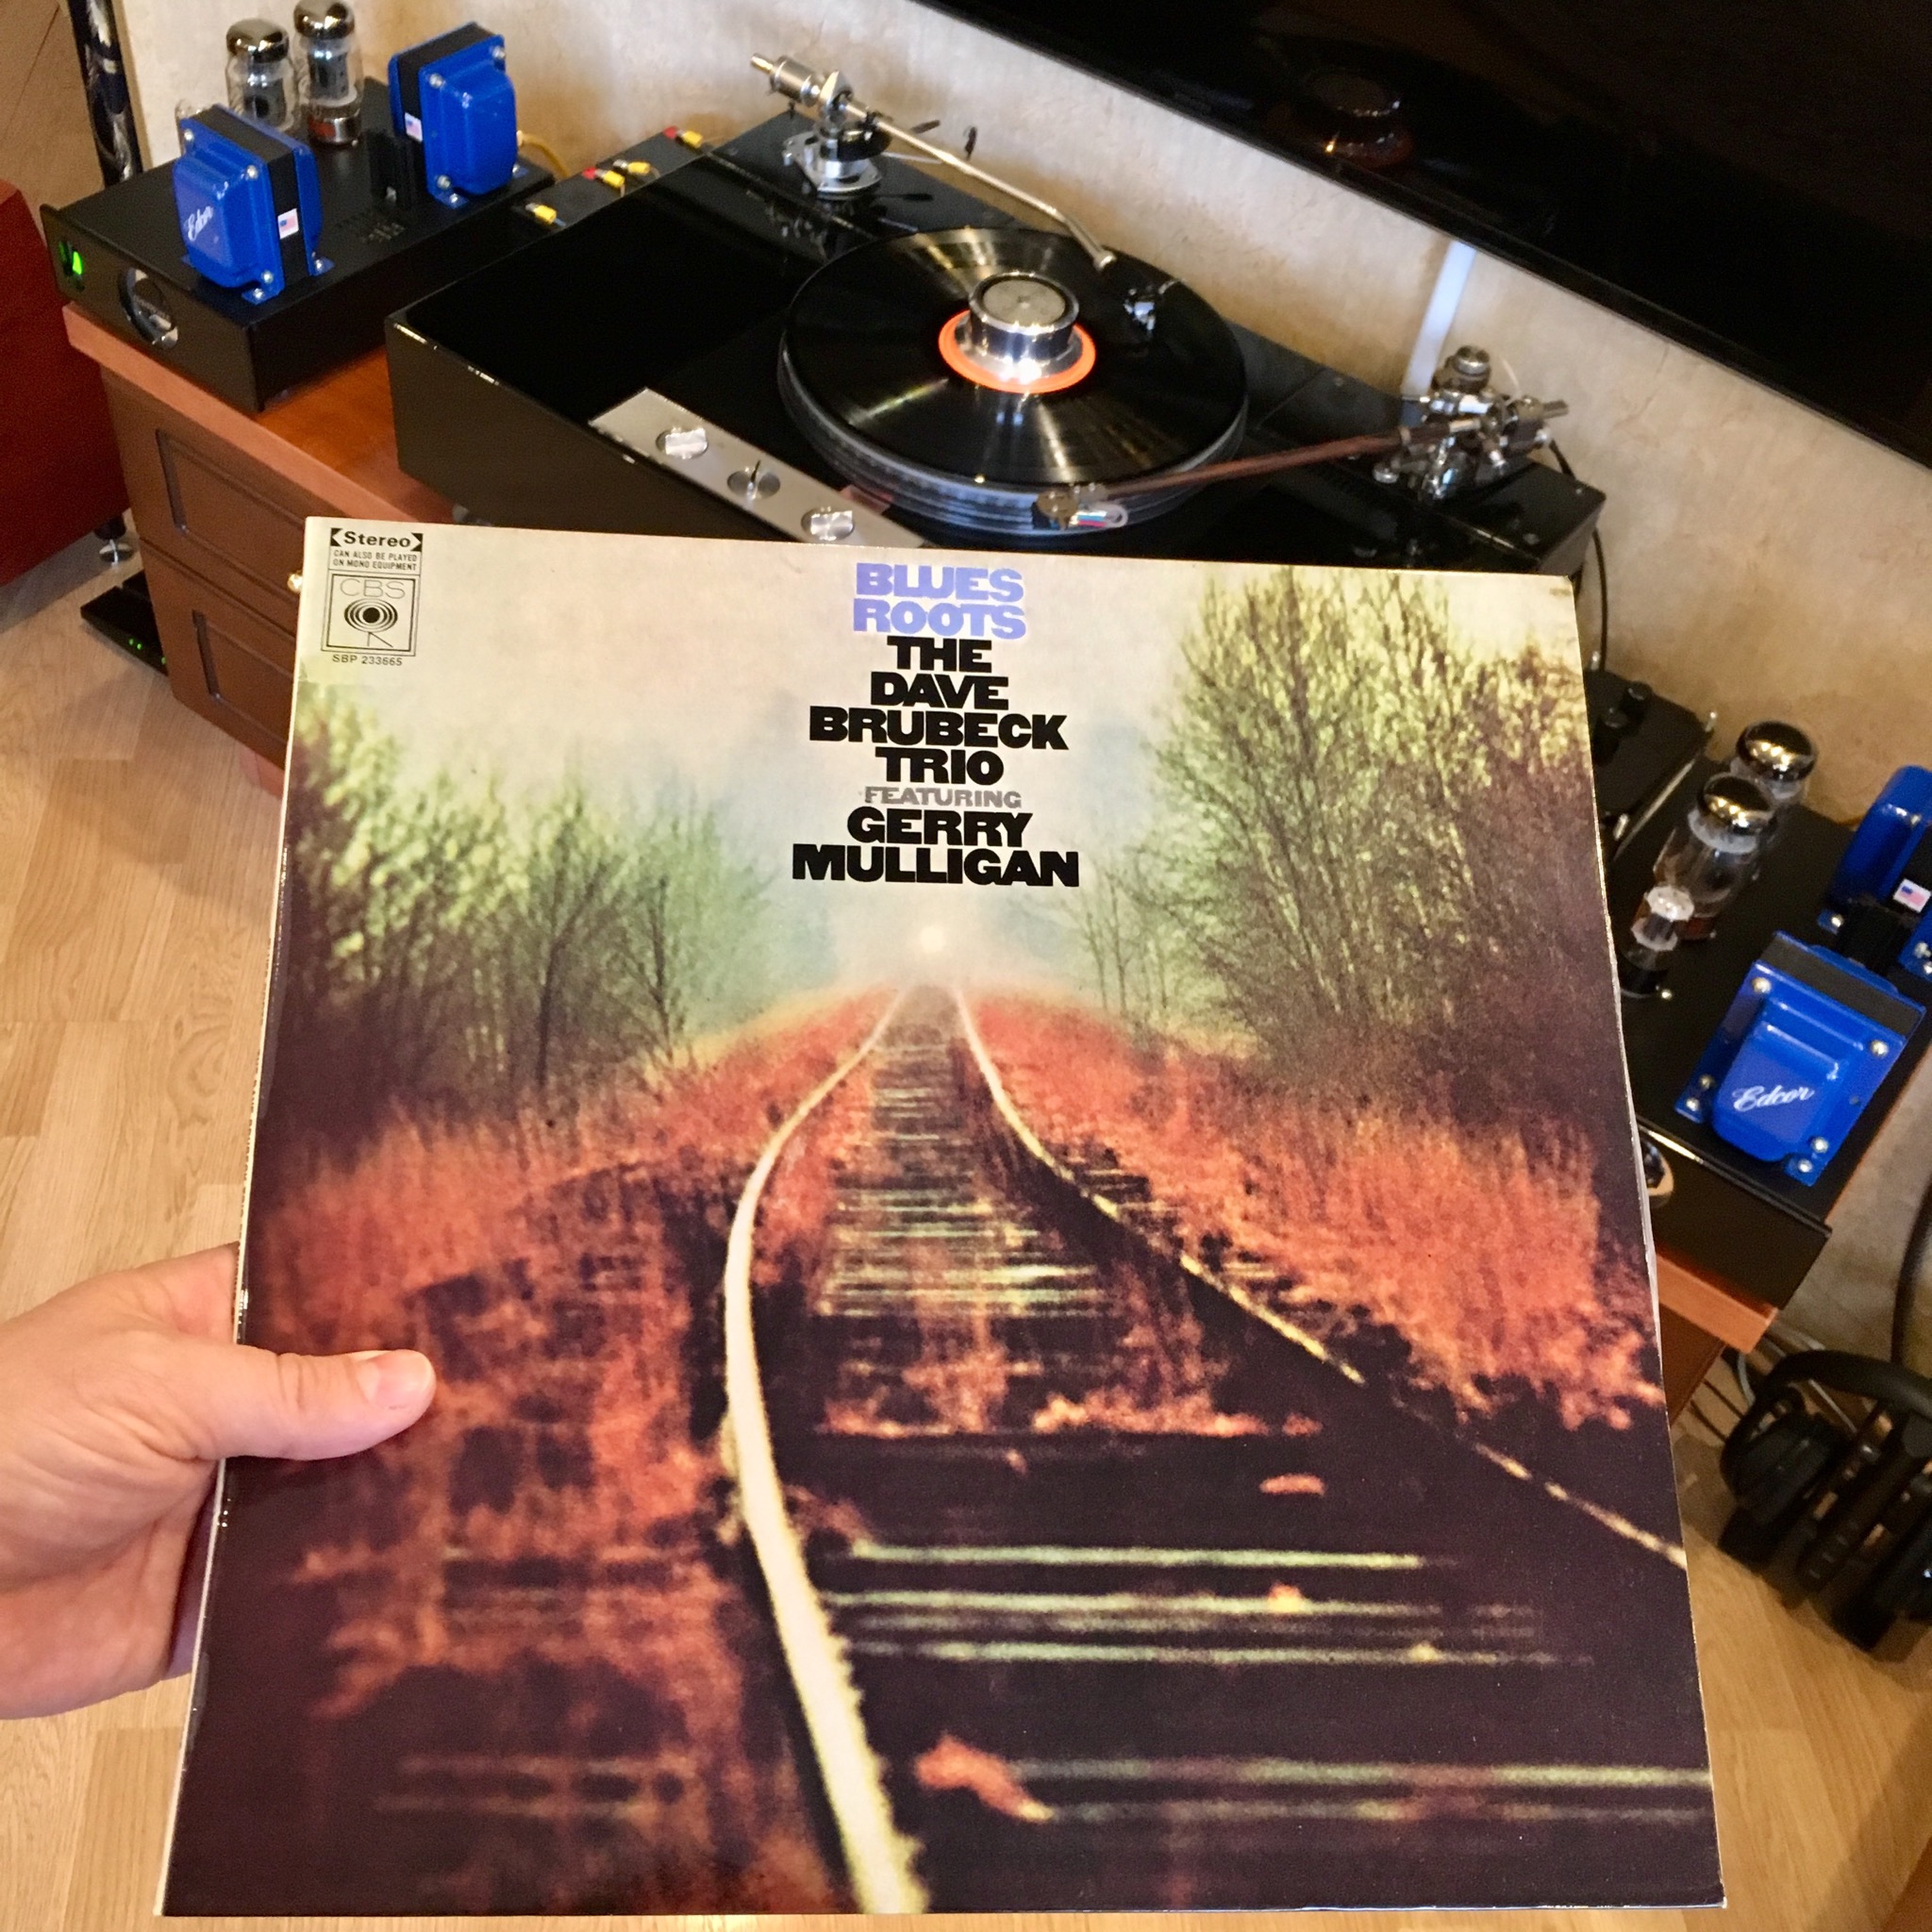 Stereo
CAN ALSO BE PLAYED
ON MONO EQUIPMENT
CBS
SBP 233665
BLUES
ROOTS
THE
DAVE
BRUBECK
TRIO
FEATURING
GERRY
MULLIGAN
Edcor
Edcor